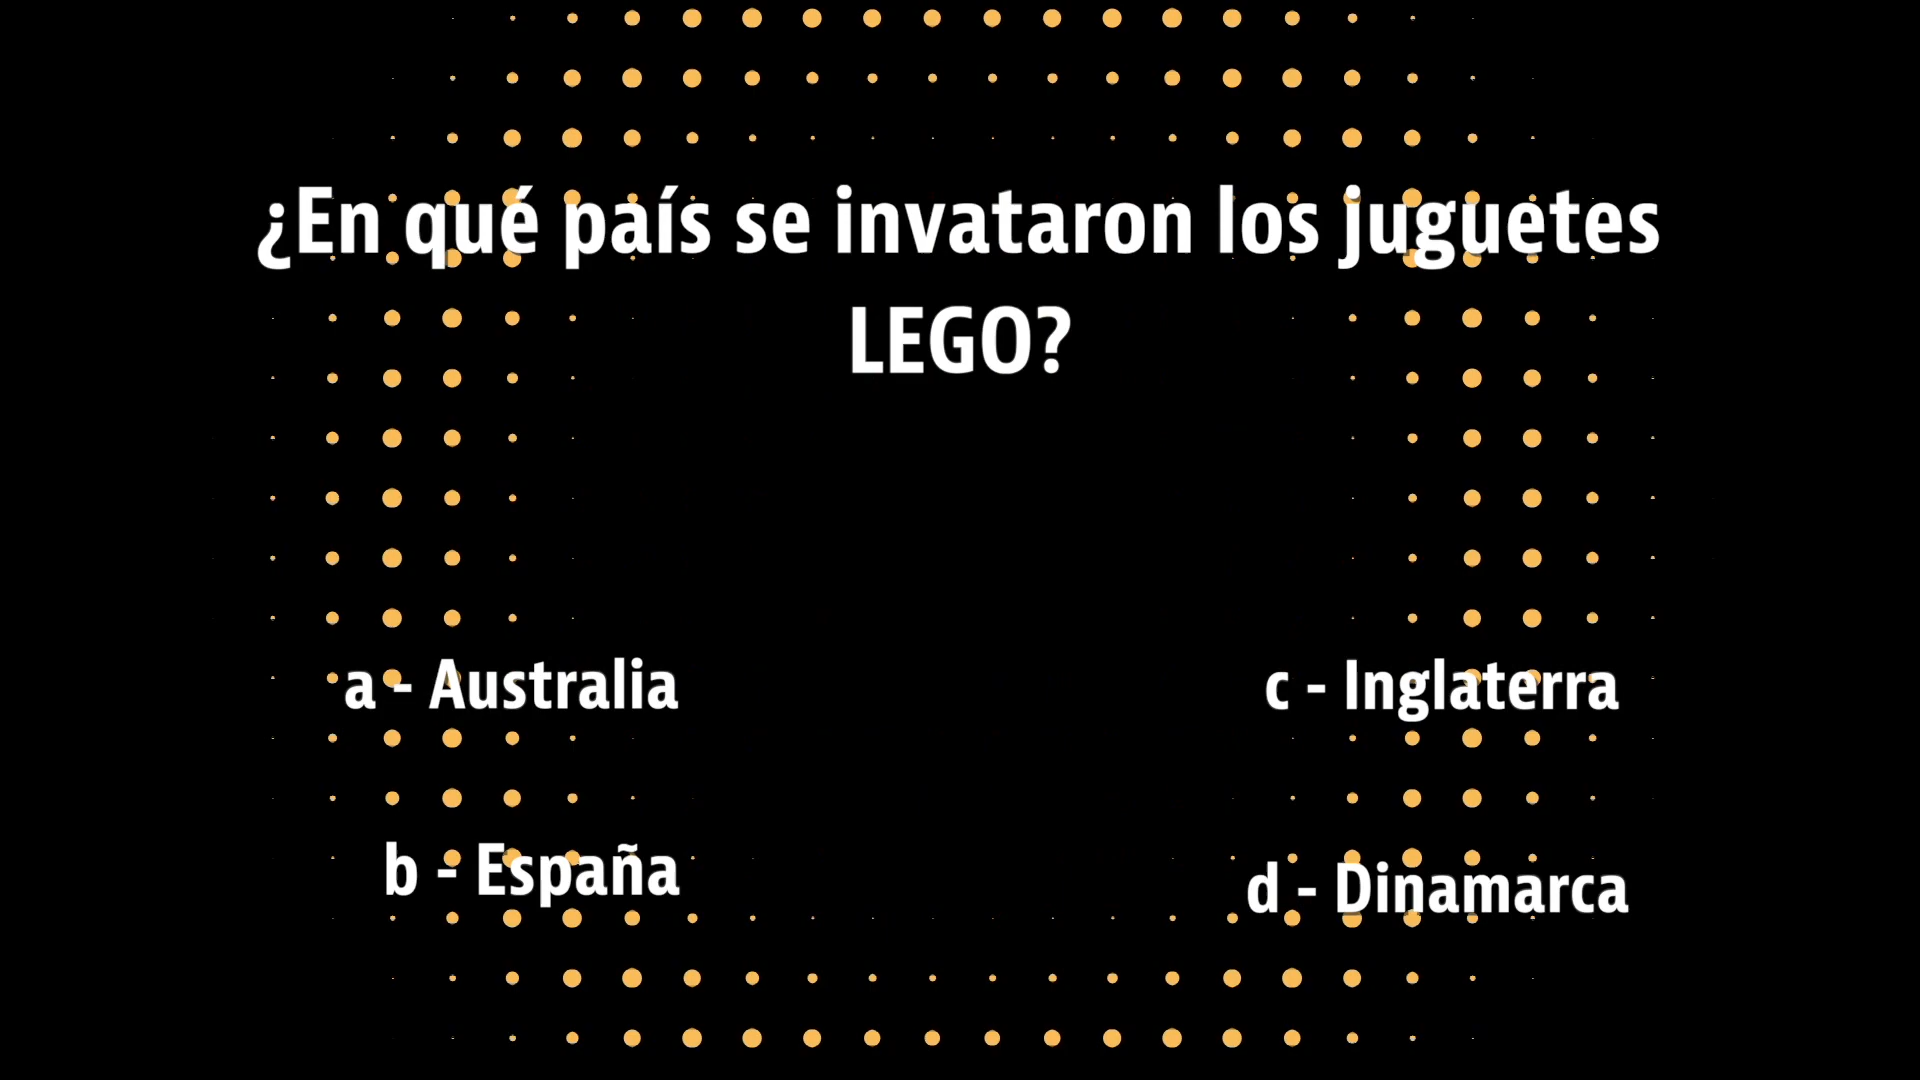 ¿En qué país se invataron los juguetes
LEGO?
a - Australia
b - España
c - Inglaterra
d - Dinamarca